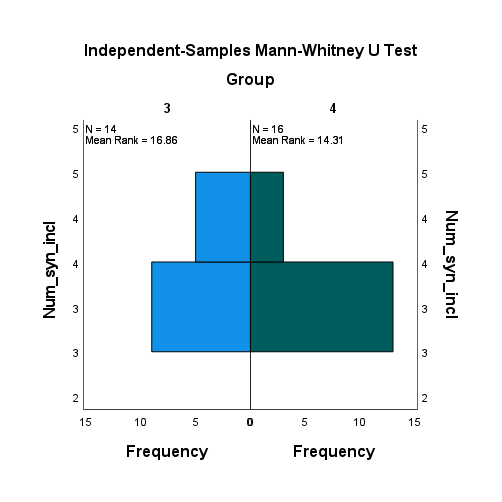 Independent-Samples Mann-Whitney U Test
Group
3 4
N = 14 N = 16
Mean Rank = 16.86 Mean Rank = 14.31
Num_syn_incl
5
5
4
4
3
3
2
5
5
4
4
3
3
2
Num_syn_incl
15 10 5 0 0 5 10 15
Frequency Frequency